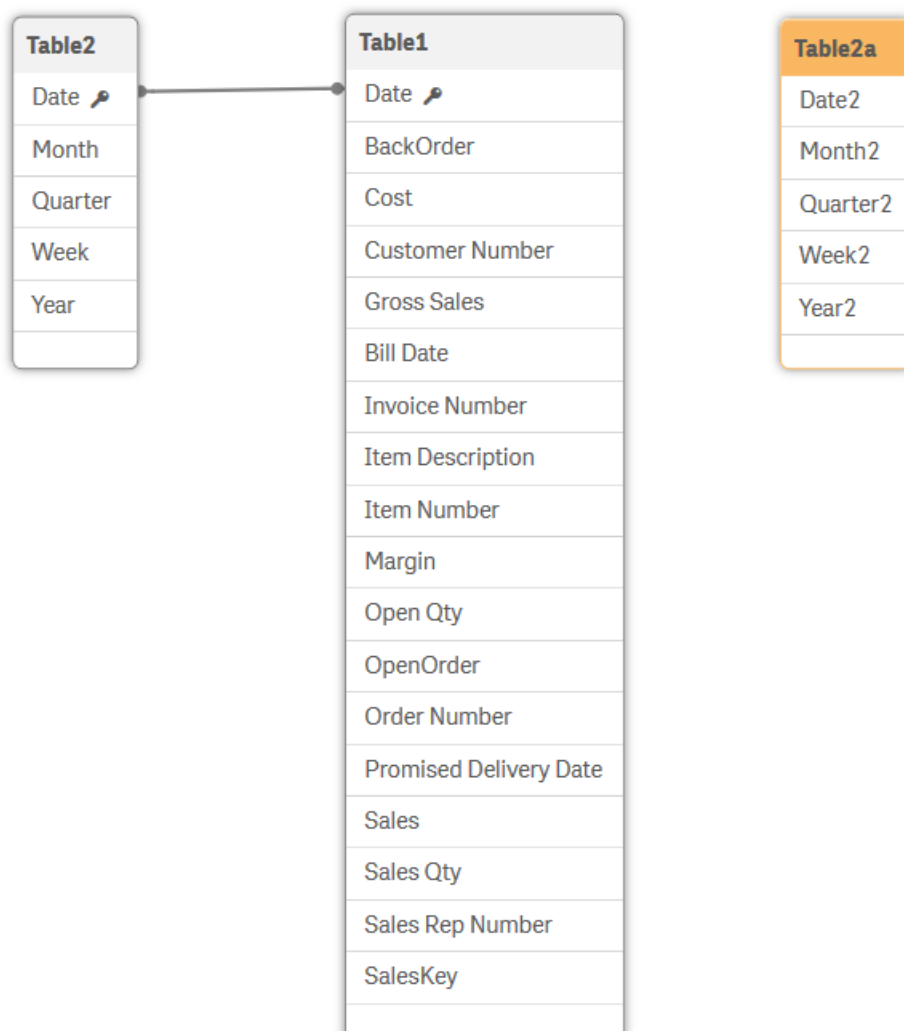 Table2
Date
Month
Quarter
Week
Year
Table1
Date
BackOrder
Cost
Customer Number
Gross Sales
Bill Date
Invoice Number
Item Description
Item Number
Margin
Open Qty
OpenOrder
Order Number
Promised Delivery Date
Sales
Sales Qty
Sales Rep Number
SalesKey
Table2a
Date2
Month2
Quarter2
Week2
Year2